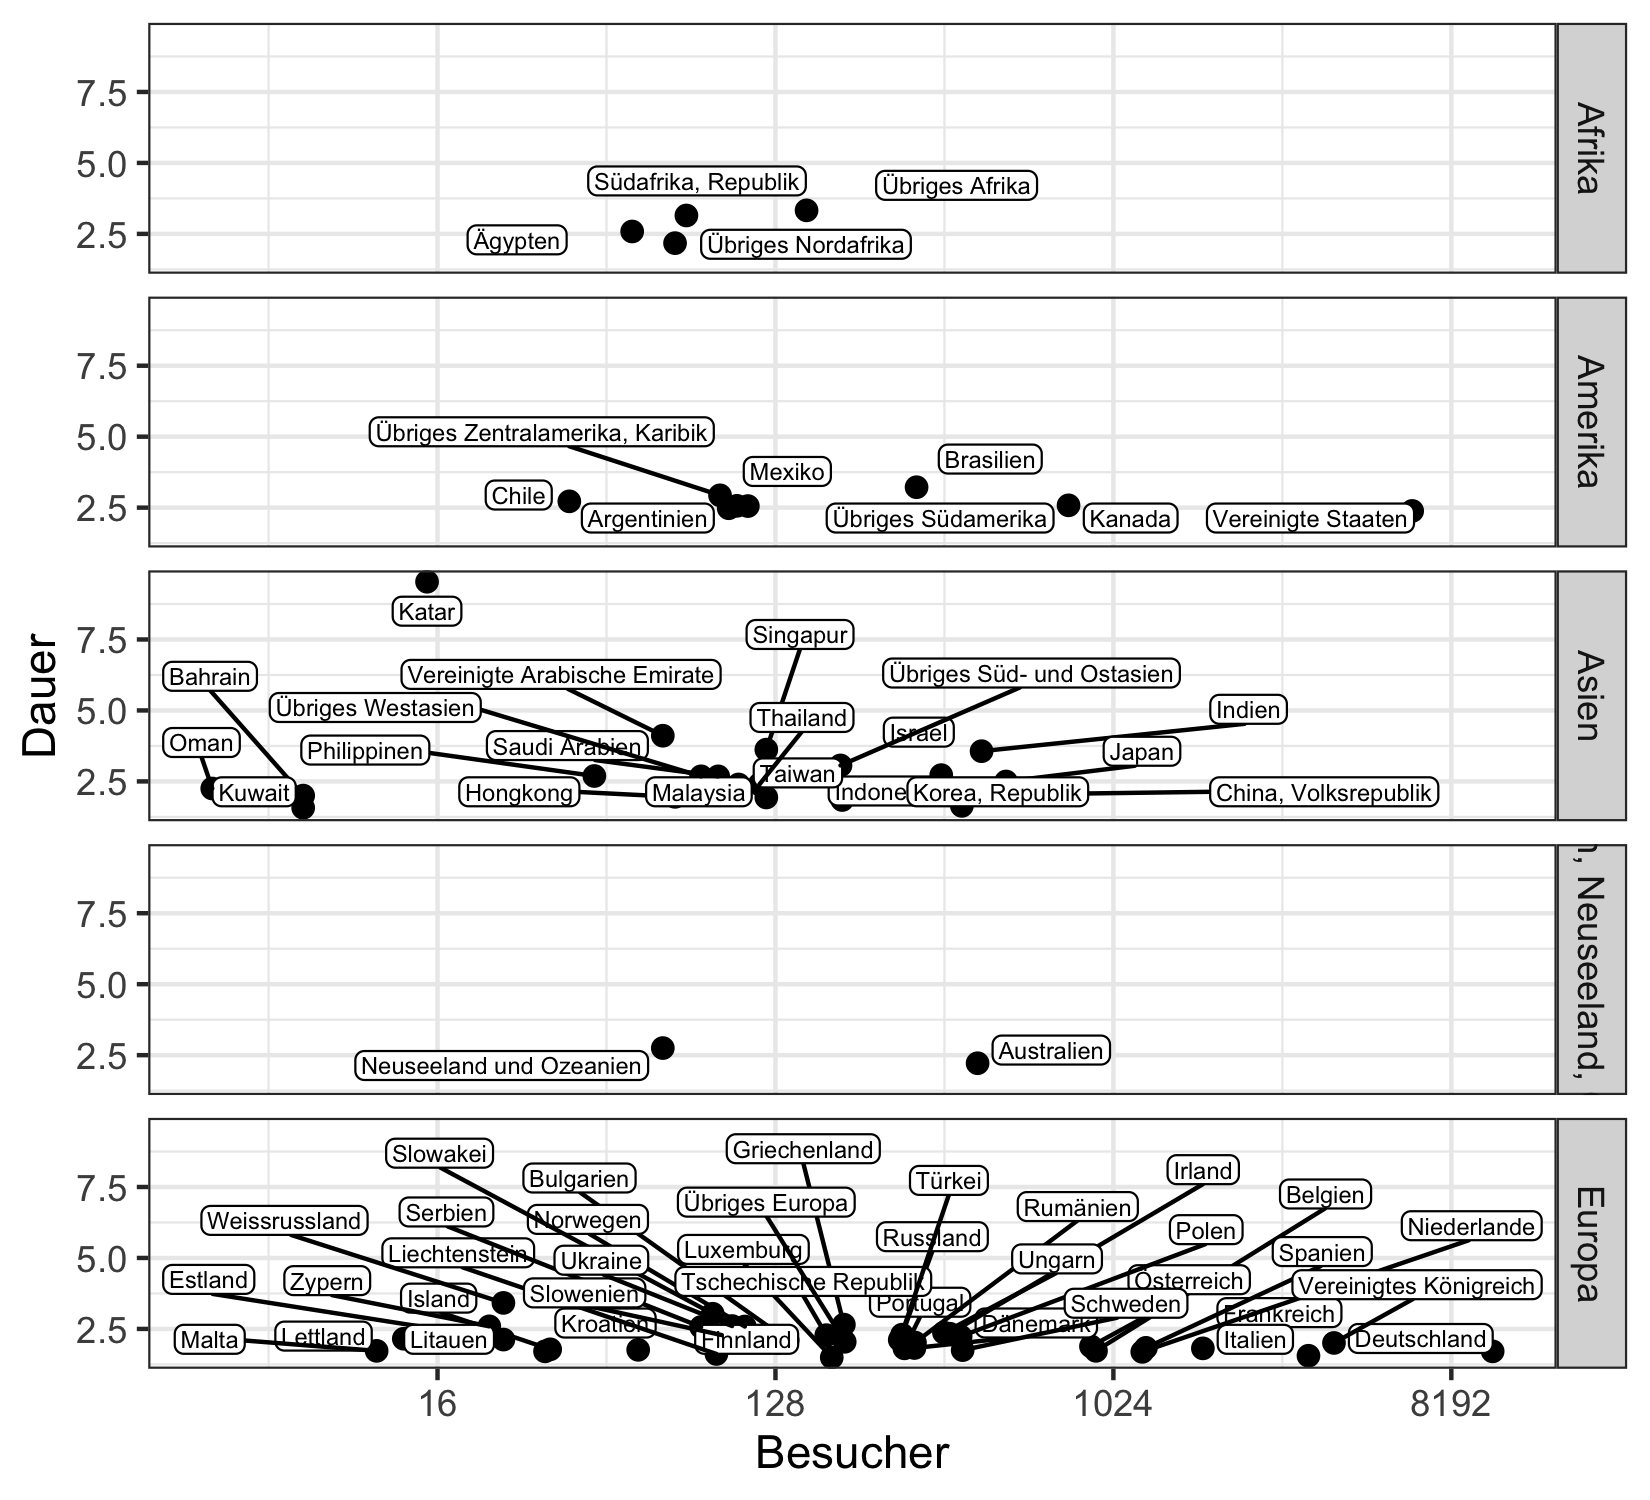 7.5
5.0
2.5
Südafrika, Republik
Übriges Afrika
Ägypten
Übriges Nordafrika
Afrika
7.5
5.0
2.5
Übriges Zentralamerika, Karibik
Mexiko
Brasilien
Chile
Argentinien
Übriges Südamerika
Kanada
Vereinigte Staaten
Amerika
Dauer
7.5
5.0
2.5
Katar
Singapur
Bahrain
Vereinigte Arabische Emirate
Übriges Süd- und Ostasien
Übriges Westasien
Thailand
Indien
Oman
Philippinen
Saudi Arabien
Israel
Japan
Taiwan
Kuwait
Hongkong
Malaysia
Indone
Korea, Republik
China, Volksrepublik
Asien
7.5
5.0
2.5
Neuseeland und Ozeanien
Australien
, Neuseeland,
7.5
5.0
2.5
Slowakei
Griechenland
Bulgarien
Türkei
Irland
Belgien
Übriges Europa
Serbien
Norwegen
Rumänien
Weissrussland
Niederlande
Russland
Polen
Liechtenstein
Luxemburg
Ukraine
Ungarn
Spanien
Estland
Zypern
Tschechische Republik
Österreich
Vereinigtes Königreich
Slowenien
Island
Portugal
Schweden
Frankreich
Kroatien
Dänemark
Malta
Lettland
Litauen
Finnland
Italien
Deutschland
Europa
16
128
1024
8192
Besucher